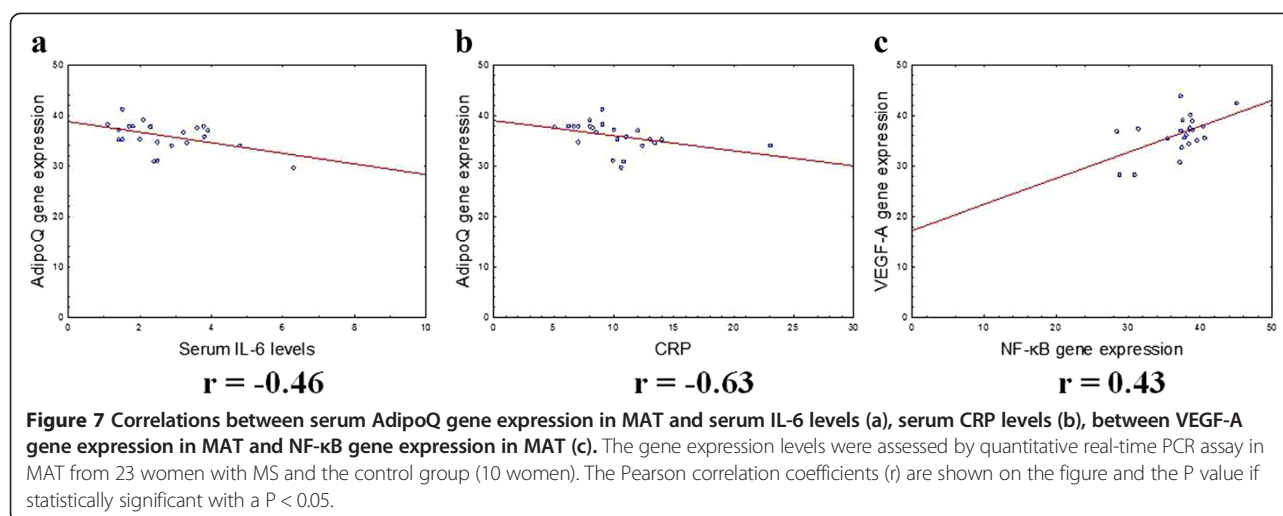 a
b
c
50
40
30
20
10
0
AdipoQ gene expression
0 2 4 6 8 10
Serum IL-6 levels
r = -0.46
50
40
30
20
10
0
AdipoQ gene expression
0 5 10 15 20 25 30
CRP
r = -0.63
50
40
30
20
10
0
VEGF-A gene expression
0 10 20 30 40 50
NF-κB gene expression
r = 0.43
Figure 7 Correlations between serum AdipoQ gene expression in MAT and serum IL-6 levels (a), serum CRP levels (b), between VEGF-A
gene expression in MAT and NF-κB gene expression in MAT (c). The gene expression levels were assessed by quantitative real-time PCR assay in
MAT from 23 women with MS and the control group (10 women). The Pearson correlation coefficients (r) are shown on the figure and the P value if
statistically significant with a P < 0.05.